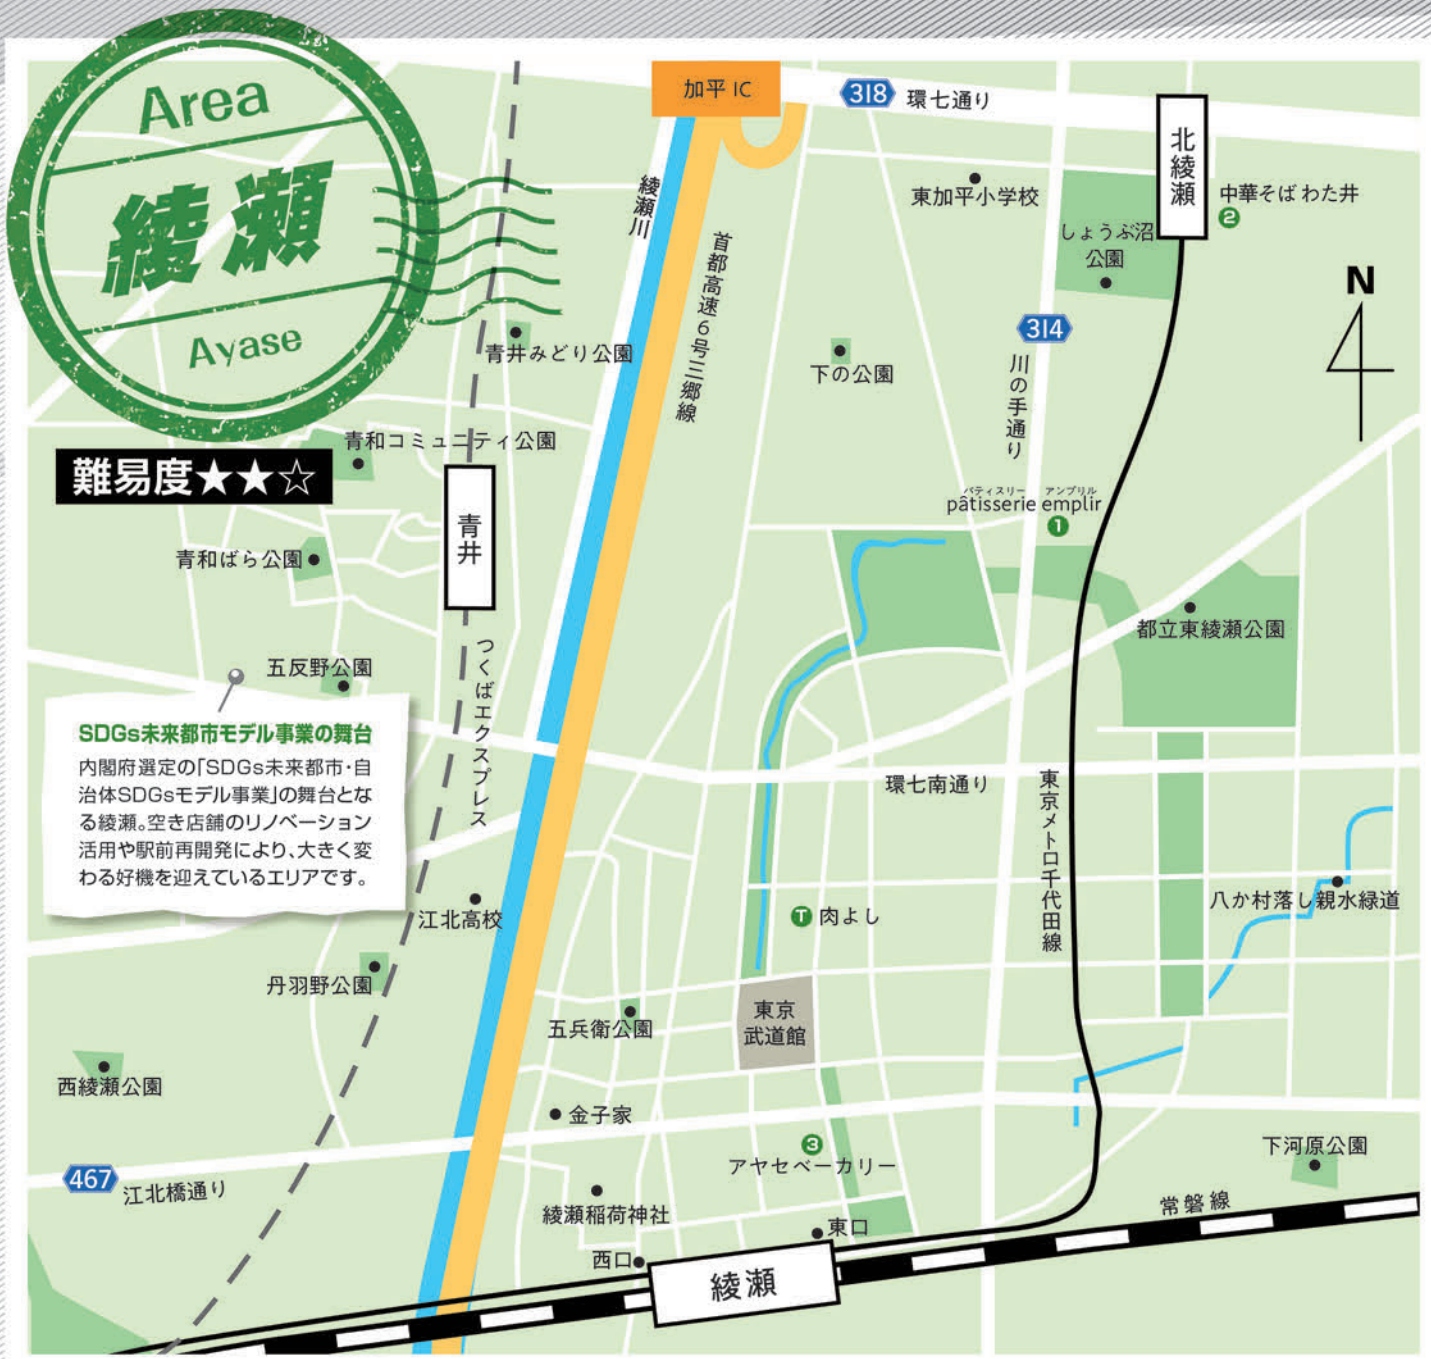 Area
綾瀬
Ayase
難易度★★☆
加平 IC
318 環七通り
北綾瀬
綾瀬川
首都高速6号三郷線
東加平小学校
しょうぶ沼
公園
中華そば わた井
2
N
314
川の手通り
青井みどり公園
下の公園
青和コミュニティ公園
青井
パティスリー アンプリル
pâtisserie emplir
1
青和ばら公園
都立東綾瀬公園
つくばエクスプレス
五反野公園
SDGs未来都市モデル事業の舞台
内閣府選定の「SDGs未来都市・自
治体SDGsモデル事業」の舞台とな
る綾瀬。空き店舗のリノベーション
活用や駅前再開発により、大きく変
わる好機を迎えているエリアです。
環七南通り
東京メトロ千代田線
八か村落し親水緑道
江北高校
T 肉よし
丹羽野公園
五兵衛公園
東京
武道館
西綾瀬公園
金子家
3
アヤセベーカリー
下河原公園
467 江北橋通り
綾瀬稲荷神社
常磐線
東口
西口
綾瀬